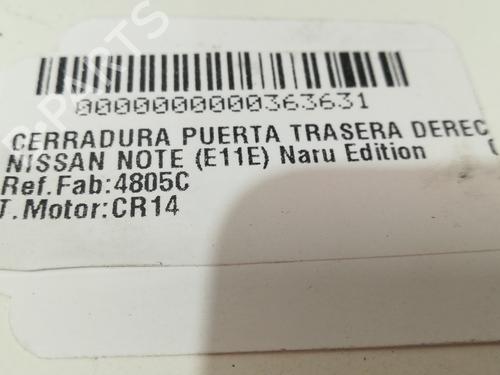 0000000000363631
CERRADURA PUERTA TRASERA DEREC
NISSAN NOTE (E11E) Naru Edition (
Ref.Fab:4805C
T.Motor:CR14